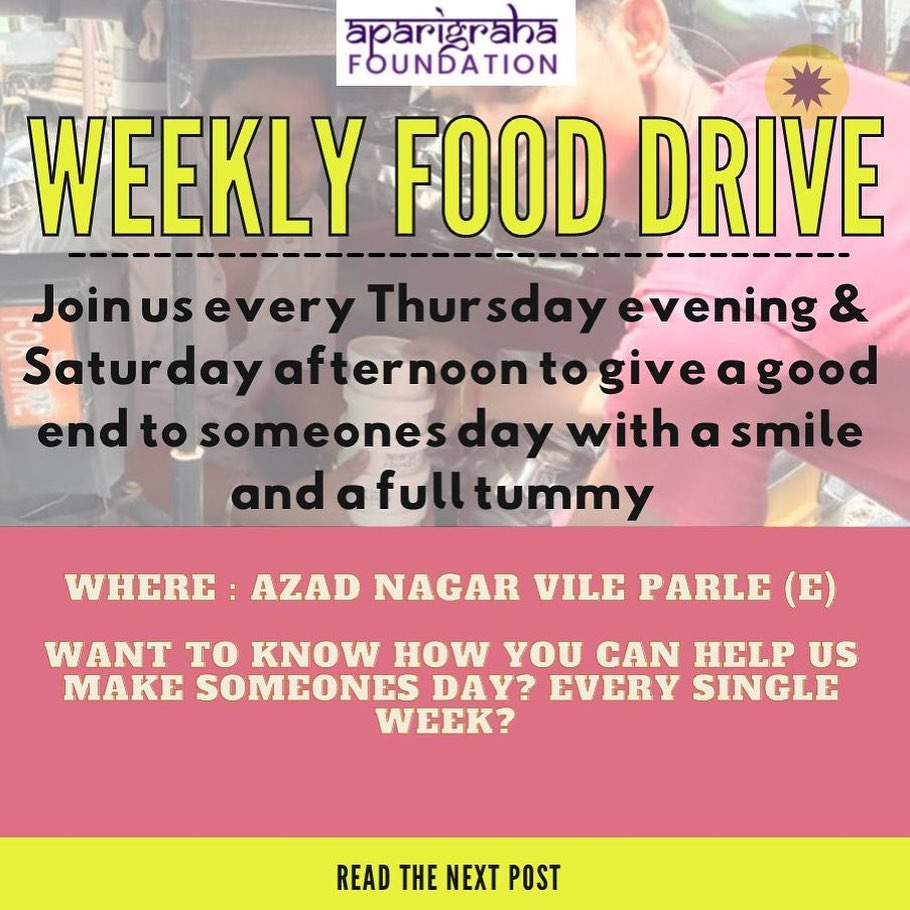 aparigraha
FOUNDATION
WEEKLY FOOD DRIVE
Join us every Thursday evening &
Saturday afternoon to give a good
end to someones day with a smile
and a full tummy
WHERE : AZAD NAGAR VILE PARLE (E)
WANT TO KNOW HOW YOU CAN HELP US
MAKE SOMEONES DAY? EVERY SINGLE
WEEK?
READ THE NEXT POST